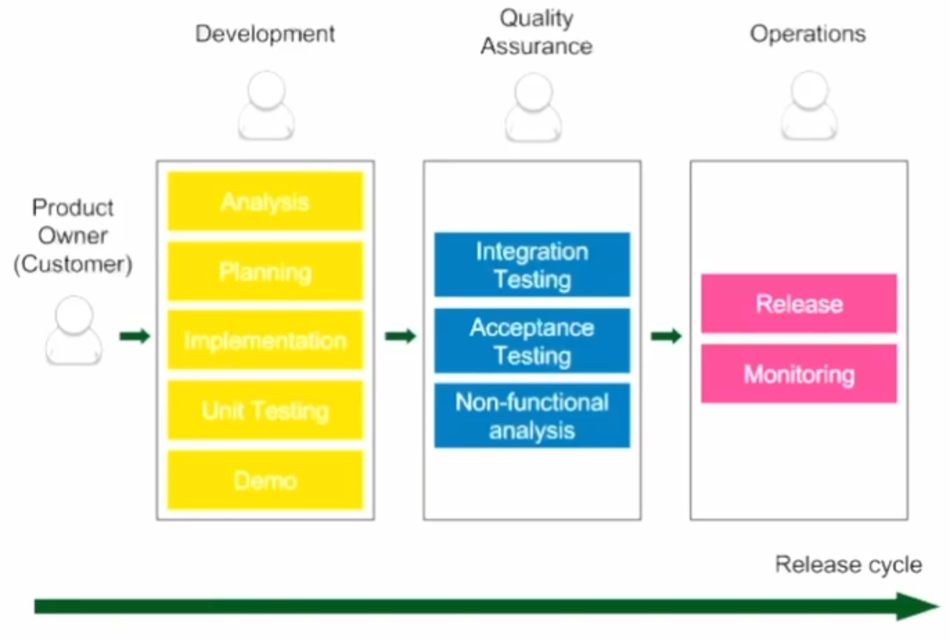 Development
Quality
Assurance
Operations
Product
Owner
(Customer)
Analysis
Planning
Implementation
Unit Testing
Demo
Integration
Testing
Acceptance
Testing
Non-functional
analysis
Release
Monitoring
Release cycle